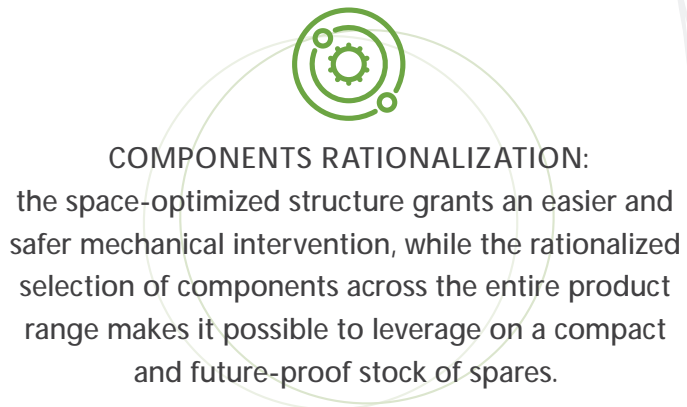 COMPONENTS RATIONALIZATION:
the space-optimized structure grants an easier and
safer mechanical intervention, while the rationalized
selection of components across the entire product
range makes it possible to leverage on a compact
and future-proof stock of spares.